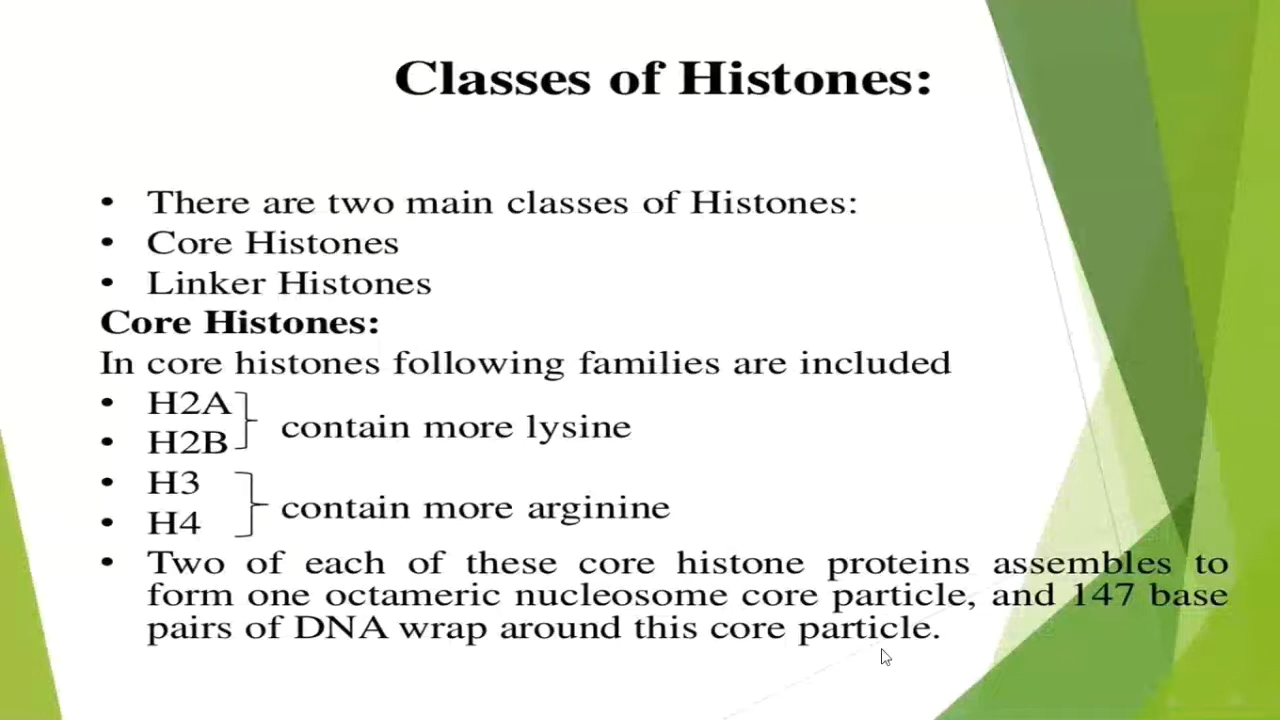 Classes of Histones:
• There are two main classes of Histones:
• Core Histones
• Linker Histones
Core Histones:
In core histones following families are included
• H2A
contain more lysine
• H2B
• H3
contain more arginine
• H4
• Two of each of these core histone proteins assembles to
form one octameric nucleosome core particle, and 147 base
pairs of DNA wrap around this core particle.